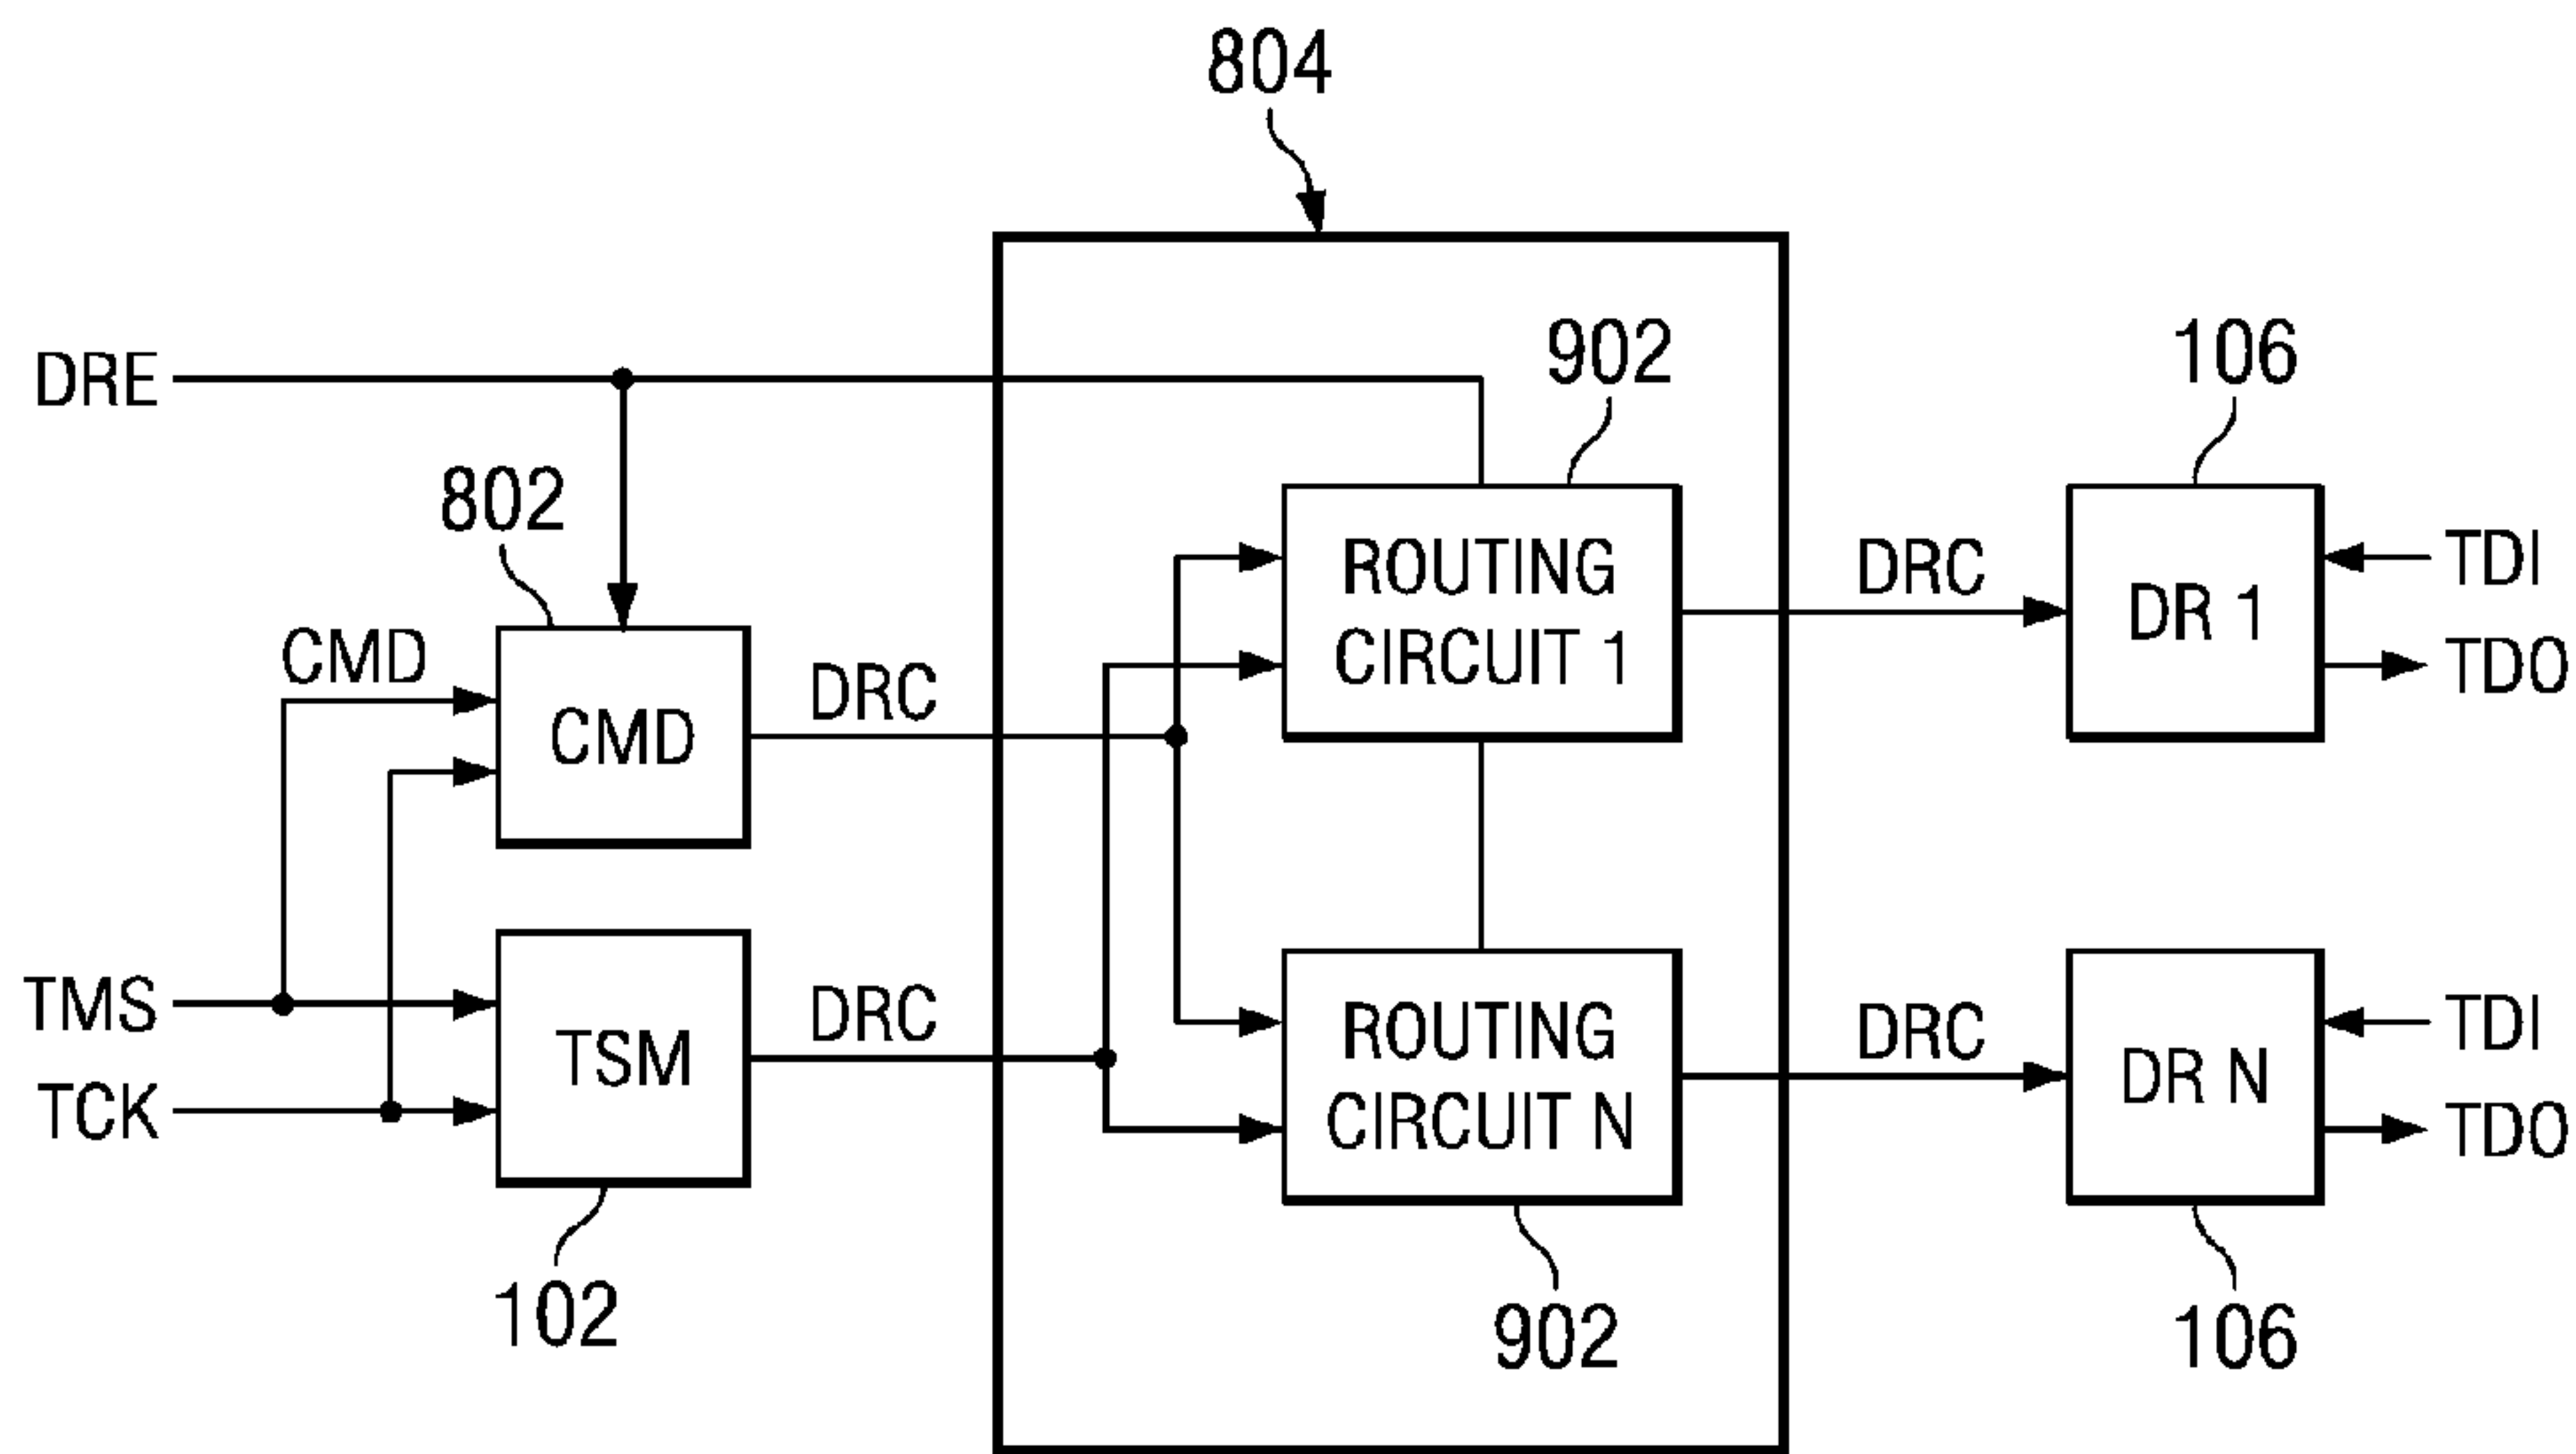 804
DRE
902
106
802
ROUTING
CIRCUIT 1
DRC
DR 1
TDI
TDO
CMD
CMD
DRC
TMS
TCK
TSM
DRC
ROUTING
CIRCUIT N
DRC
DR N
TDI
TDO
102
902
106